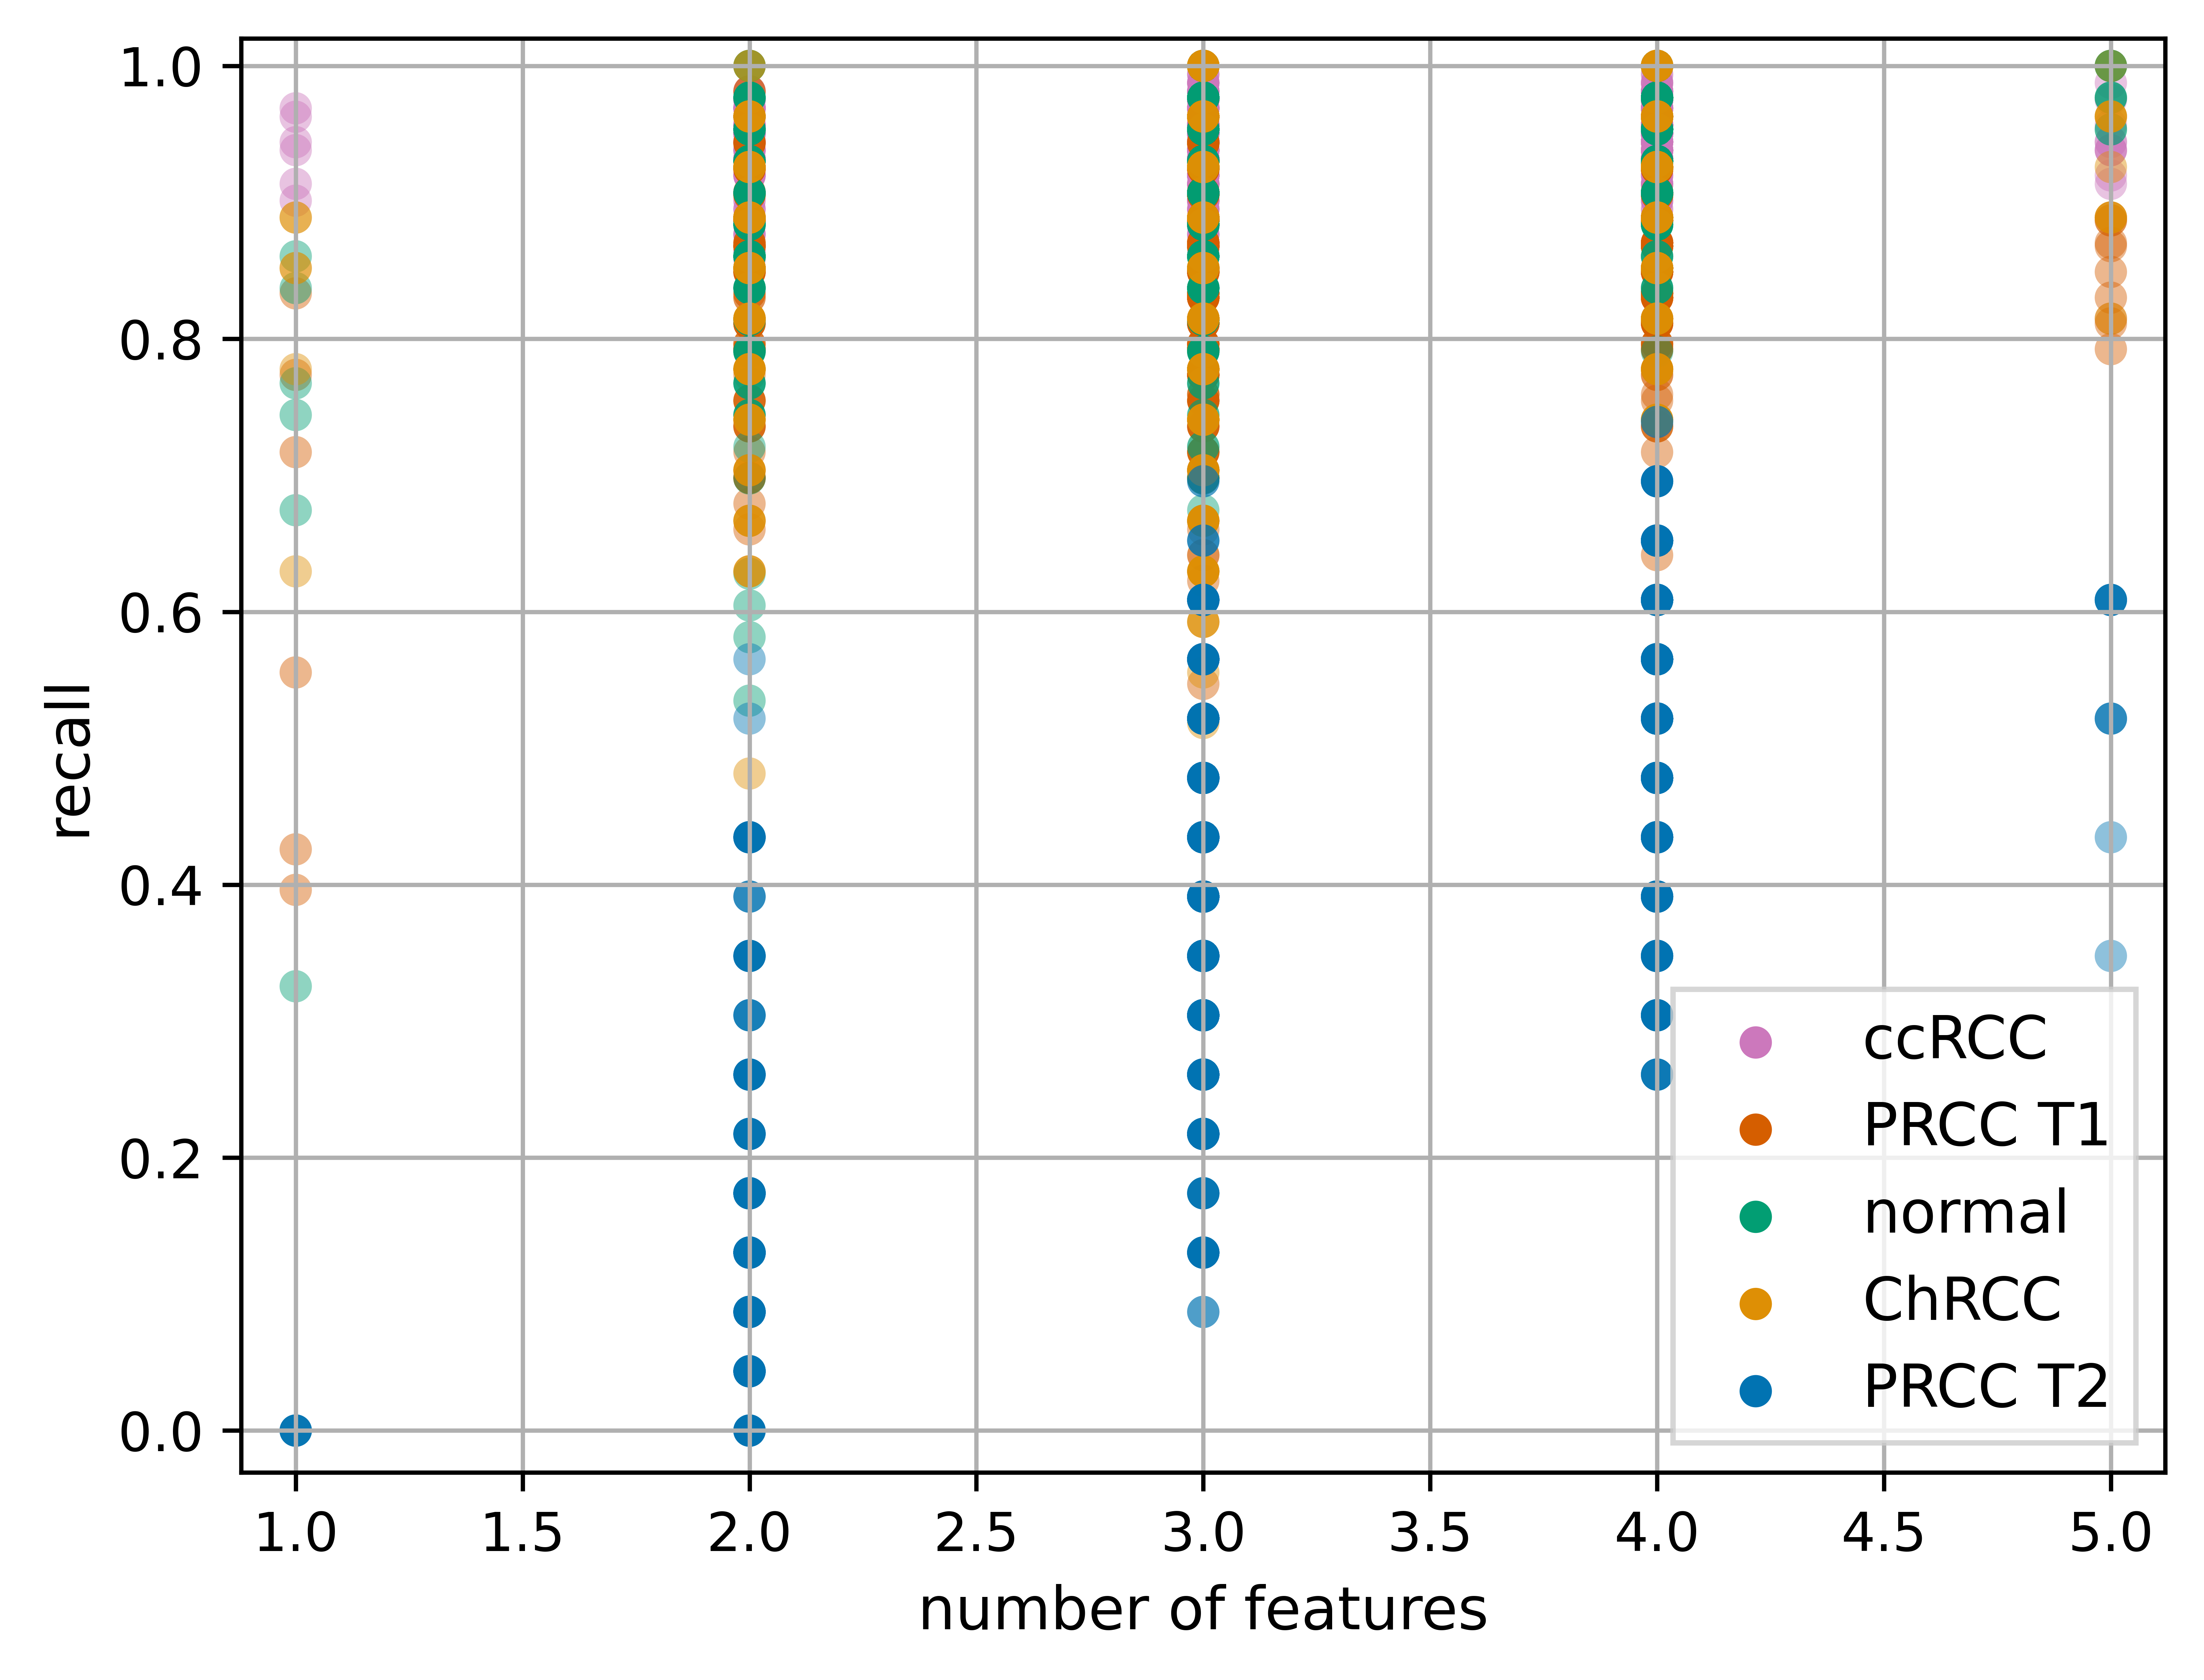 1.0
0.8
0.6
0.4
0.2
0.0
recall
ccRCC
PRCC T1
normal
ChRCC
PRCC T2
1.0 1.5 2.0 2.5 3.0 3.5 4.0 4.5 5.0
number of features